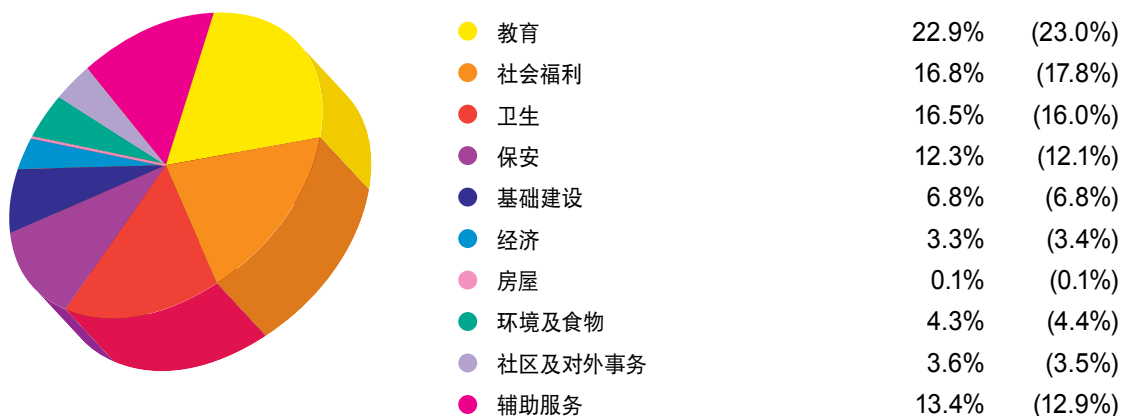 教育 22.9% (23.0%)
社会福利 16.8% (17.8%)
卫生 16.5% (16.0%)
保安 12.3% (12.1%)
基础建设 6.8% (6.8%)
经济 3.3% (3.4%)
房屋 0.1% (0.1%)
环境及食物 4.3% (4.4%)
社区及对外事务 3.6% (3.5%)
辅助服务 13.4% (12.9%)